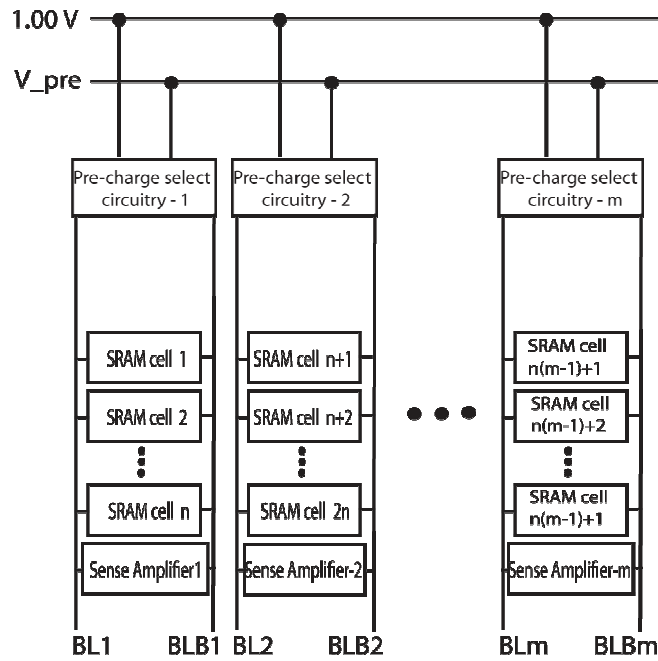 1.00 V
V_pre
Pre-charge select
circuitry - 1
Pre-charge select
circuitry - 2
Pre-charge select
circuitry - m
SRAM cell 1
SRAM cell n+1
SRAM cell
n(m-1)+1
SRAM cell 2
SRAM cell n+2
SRAM cell
n(m-1)+2
SRAM cell n
SRAM cell 2n
SRAM cell
n(m-1)+1
Sense Amplifier1
Sense Amplifier-2
Sense Amplifier-m
BL1 BLB1 BL2 BLB2 BLm BLBm